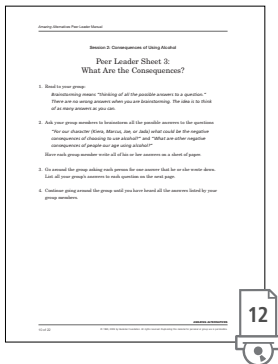 Amazing Alternatives Peer Leader Manual
Session 2: Consequences of Using Alcohol
Peer Leader Sheet 3:
What Are the Consequences?
1. Read to your group:
Brainstorming means "thinking of all the possible answers to a question."
There are no wrong answers when you are brainstorming. The idea is to think
of as many answers as you can.
2. Ask your group members to brainstorm all the possible answers to the questions
"For our character (Kiera, Marcus, Joe, or Jada) what could be the negative
consequences of choosing to use alcohol?" and "What are other negative
consequences of people our age using alcohol?"
Have each group member write all of his or her answers on a sheet of paper.
3. Go around the group asking each person for one answer that he or she wrote down.
List all your group's answers to each question on the next page.
4. Continue going around the group until you have heard all the answers listed by your
group members.
12